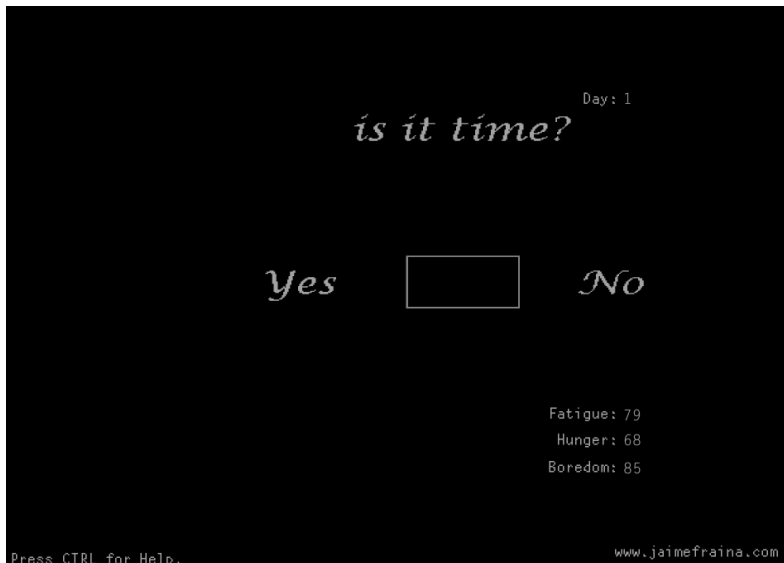 Day: 1
is it time?
Yes
No
Fatigue: 79
Hunger: 68
Boredom: 85
www.jaimefraina.com
Press CTRL for Help.